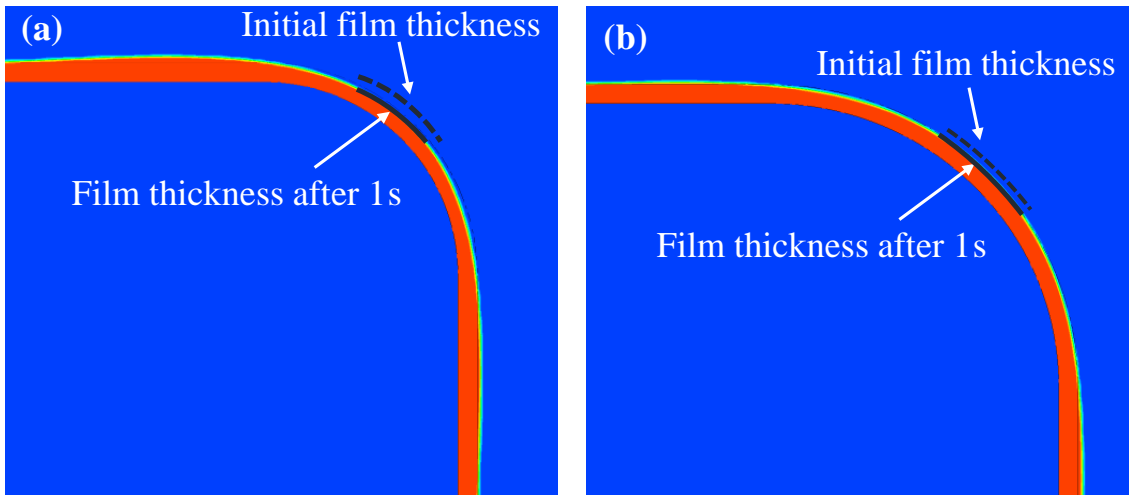 (a)
Initial film thickness
Film thickness after 1s
(b)
Initial film thickness
Film thickness after 1s